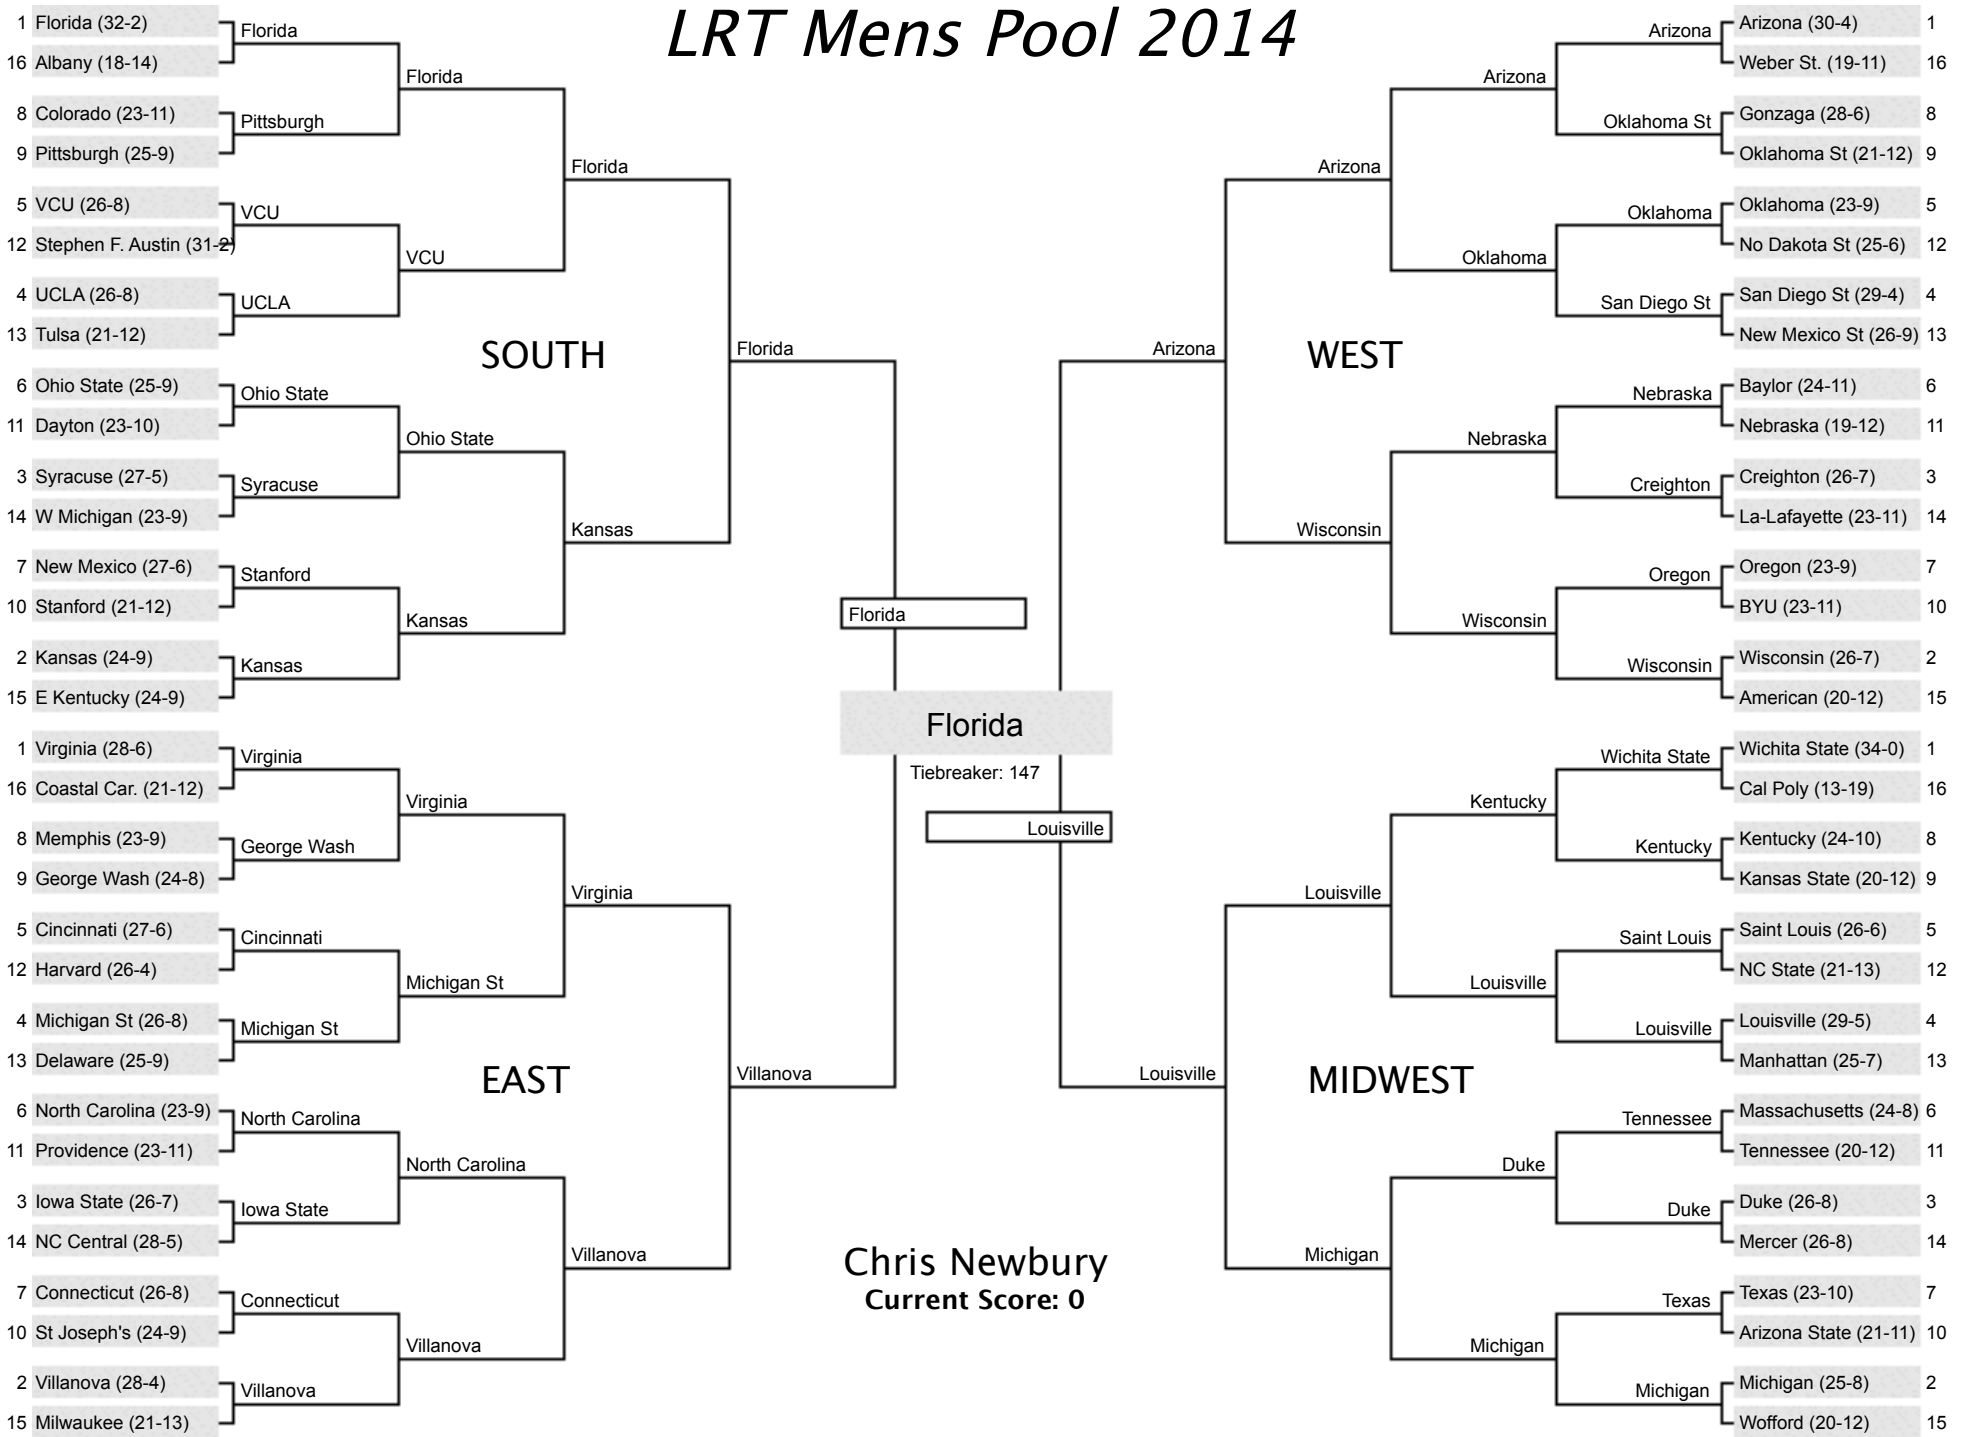 LRT Mens Pool 2014
1 Florida (32-2)
16 Albany (18-14)
8 Colorado (23-11)
9 Pittsburgh (25-9)
5 VCU (26-8)
12 Stephen F. Austin (31-2)
4 UCLA (26-8)
13 Tulsa (21-12)
6 Ohio State (25-9)
11 Dayton (23-10)
3 Syracuse (27-5)
14 W Michigan (23-9)
7 New Mexico (27-6)
10 Stanford (21-12)
2 Kansas (24-9)
15 E Kentucky (24-9)
Florida
Pittsburgh
VCU
UCLA
Ohio State
Syracuse
Stanford
Kansas
Florida
VCU
Ohio State
Kansas
Florida
Kansas
SOUTH
Florida
1 Virginia (28-6)
16 Coastal Car. (21-12)
8 Memphis (23-9)
9 George Wash (24-8)
5 Cincinnati (27-6)
12 Harvard (26-4)
4 Michigan St (26-8)
13 Delaware (25-9)
6 North Carolina (23-9)
11 Providence (23-11)
3 Iowa State (26-7)
14 NC Central (28-5)
7 Connecticut (26-8)
10 St Joseph's (24-9)
2 Villanova (28-4)
15 Milwaukee (21-13)
Virginia
George Wash
Cincinnati
Michigan St
North Carolina
Iowa State
Connecticut
Villanova
Virginia
Michigan St
North Carolina
Villanova
Virginia
Villanova
EAST
Villanova
Florida
Florida
Tiebreaker: 147
Louisville
Chris Newbury
Current Score: 0
Arizona (30-4) 1
Weber St. (19-11) 16
Gonzaga (28-6) 8
Oklahoma St (21-12) 9
Oklahoma (23-9) 5
No Dakota St (25-6) 12
San Diego St (29-4) 4
New Mexico St (26-9) 13
Baylor (24-11) 6
Nebraska (19-12) 11
Creighton (26-7) 3
La-Lafayette (23-11) 14
Oregon (23-9) 7
BYU (23-11) 10
Wisconsin (26-7) 2
American (20-12) 15
Arizona
Oklahoma St
Oklahoma
San Diego St
Nebraska
Creighton
Oregon
Wisconsin
Arizona
Oklahoma
Nebraska
Wisconsin
Arizona
Wisconsin
WEST
Arizona
Wichita State (34-0) 1
Cal Poly (13-19) 16
Kentucky (24-10) 8
Kansas State (20-12) 9
Saint Louis (26-6) 5
NC State (21-13) 12
Louisville (29-5) 4
Manhattan (25-7) 13
Massachusetts (24-8) 6
Tennessee (20-12) 11
Duke (26-8) 3
Mercer (26-8) 14
Texas (23-10) 7
Arizona State (21-11) 10
Michigan (25-8) 2
Wofford (20-12) 15
Wichita State
Kentucky
Saint Louis
Louisville
Tennessee
Duke
Texas
Michigan
Kentucky
Louisville
Duke
Michigan
Louisville
Michigan
MIDWEST
Louisville